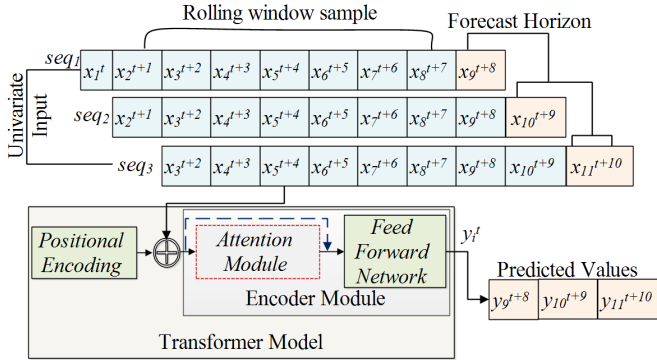 Rolling window sample
Forecast Horizon
Univariate
Input
seq₁ x₁ᵗ x₂ᵗ⁺¹ x₃ᵗ⁺² x₄ᵗ⁺³ x₅ᵗ⁺⁴ x₆ᵗ⁺⁵ x₇ᵗ⁺⁶ x₈ᵗ⁺⁷ x₉ᵗ⁺⁸
seq₂ x₂ᵗ⁺¹ x₃ᵗ⁺² x₄ᵗ⁺³ x₅ᵗ⁺⁴ x₆ᵗ⁺⁵ x₇ᵗ⁺⁶ x₈ᵗ⁺⁷ x₉ᵗ⁺⁸ x₁₀ᵗ⁺⁹
seq₃ x₃ᵗ⁺² x₄ᵗ⁺³ x₅ᵗ⁺⁴ x₆ᵗ⁺⁵ x₇ᵗ⁺⁶ x₈ᵗ⁺⁷ x₉ᵗ⁺⁸ x₁₀ᵗ⁺⁹ x₁₁ᵗ⁺¹⁰
Positional
Encoding
Attention
Module
Feed
Forward
Network
Encoder Module
Transformer Model
yᵢᵗ
Predicted Values
y₉ᵗ⁺⁸ y₁₀ᵗ⁺⁹ y₁₁ᵗ⁺¹⁰